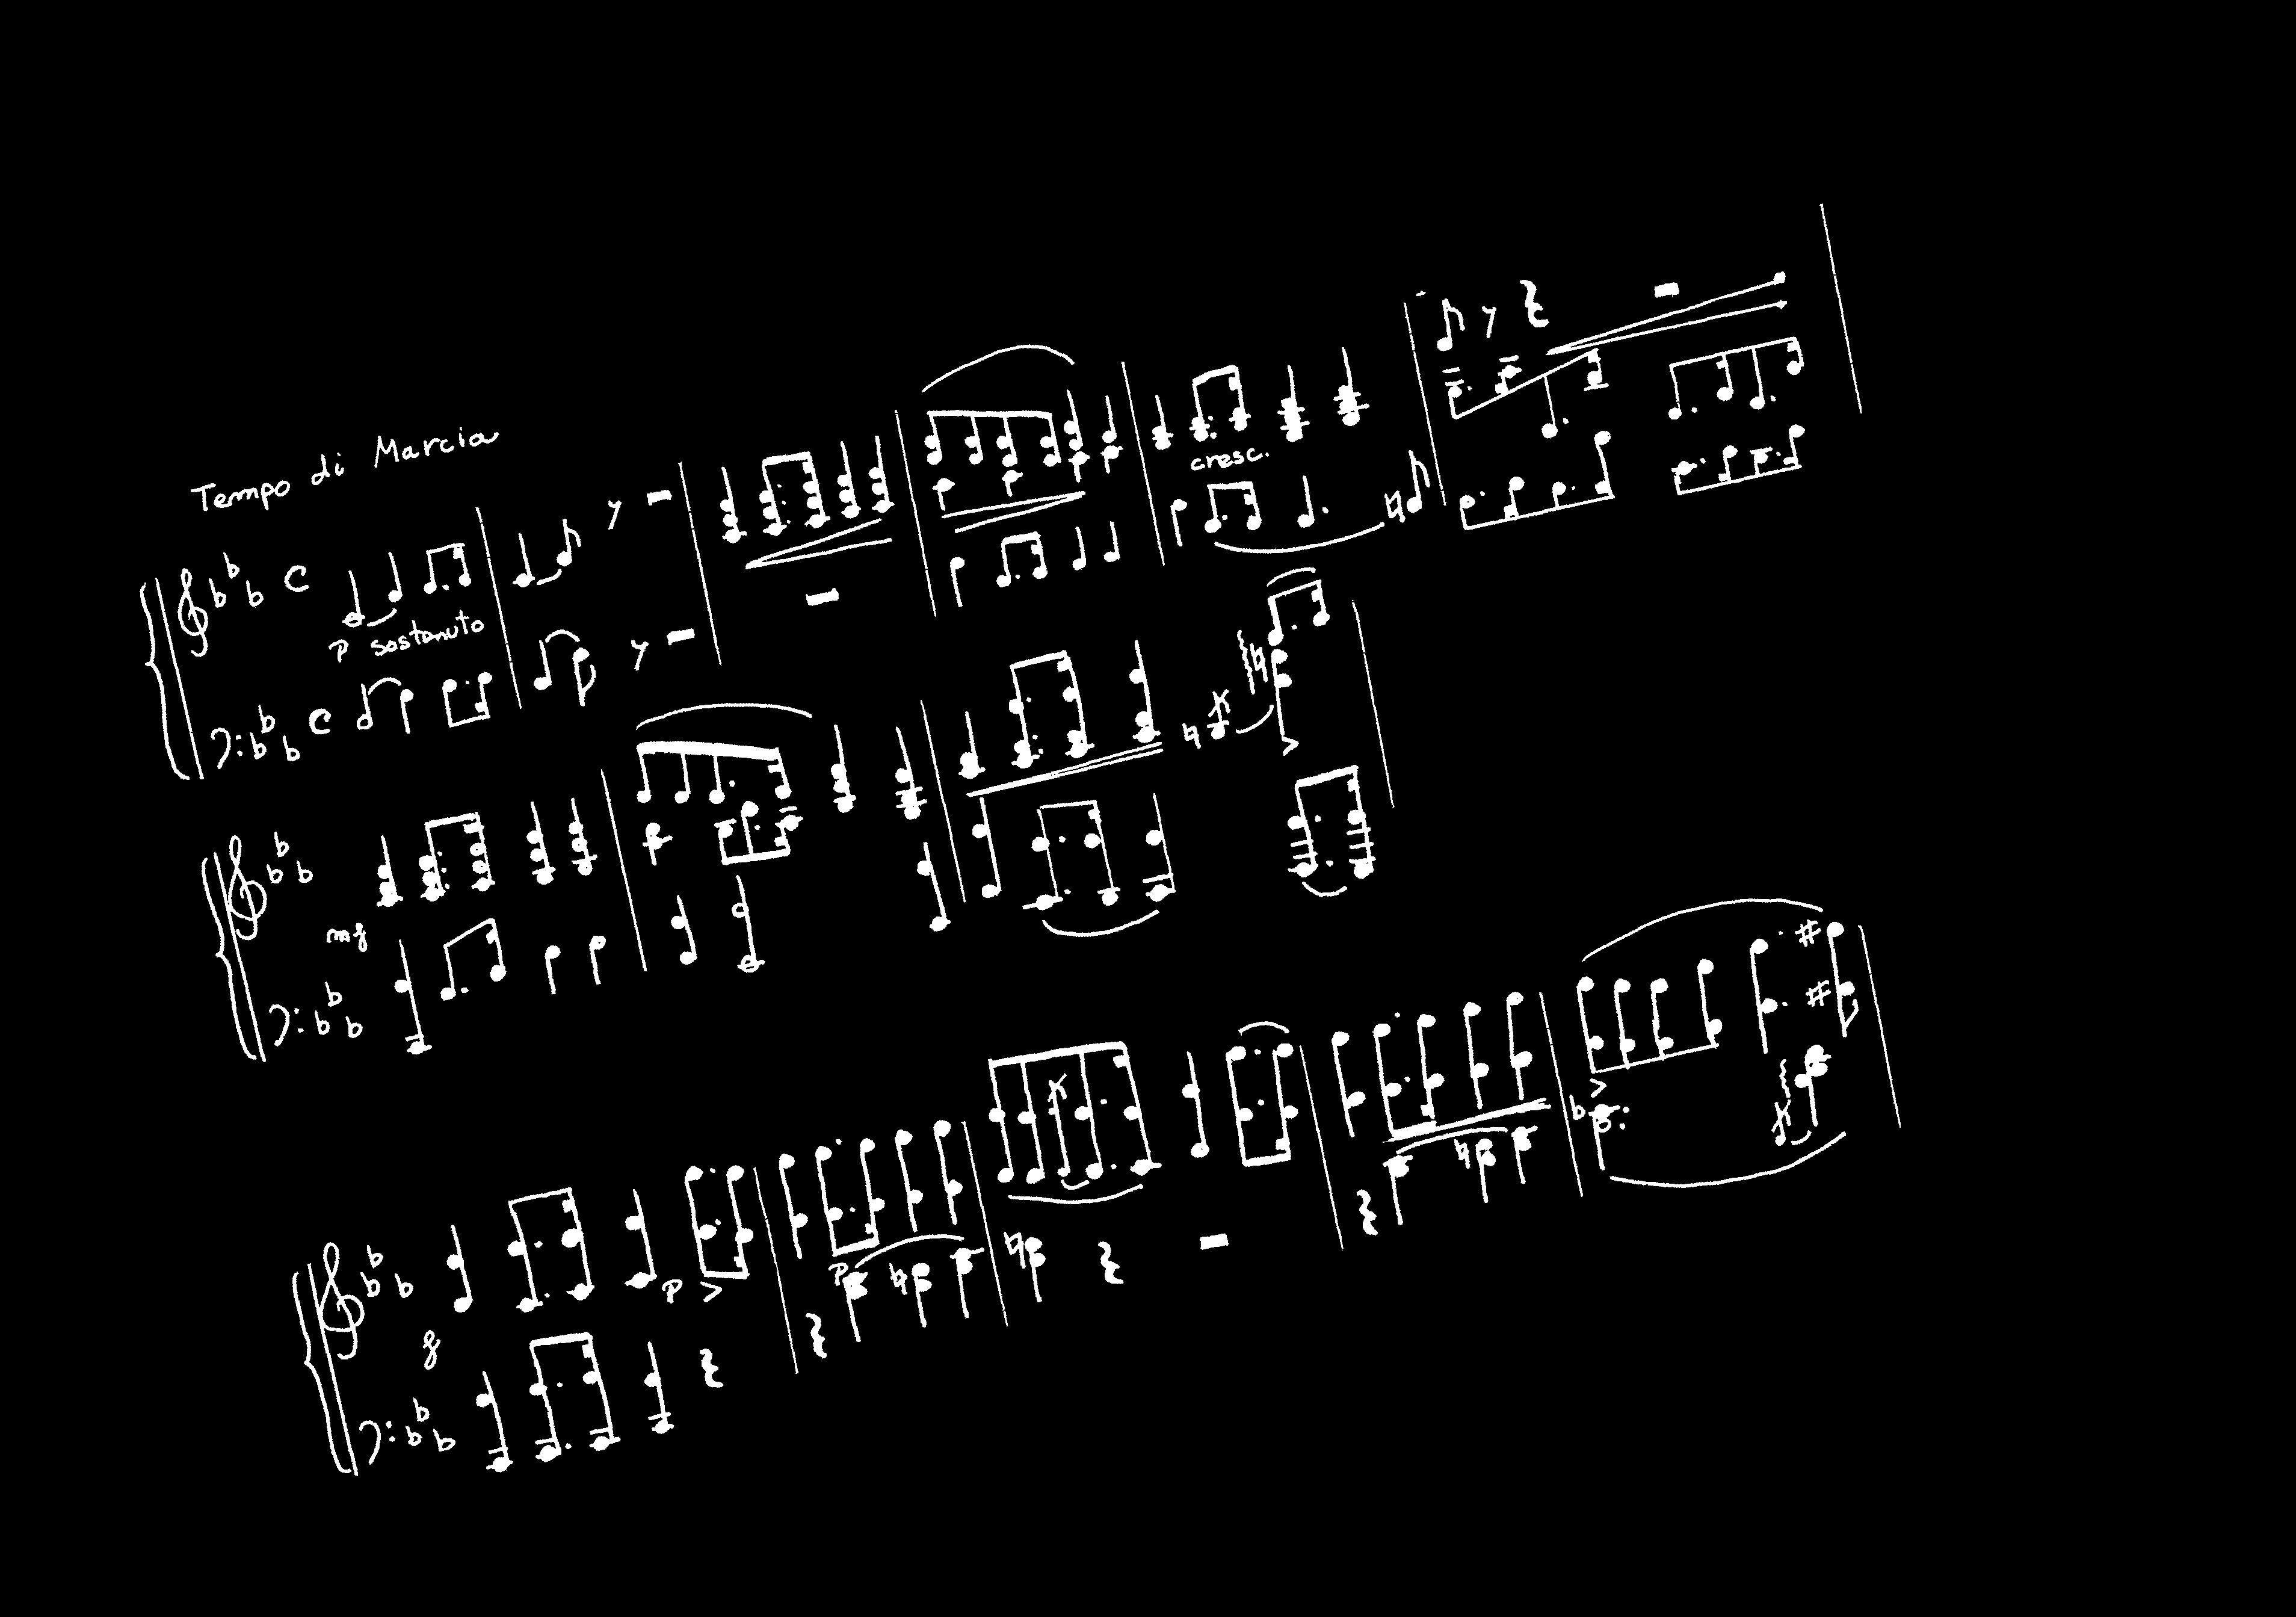 Tempo di Marcia
p sostenuto
cresc.
mf
f
p
p